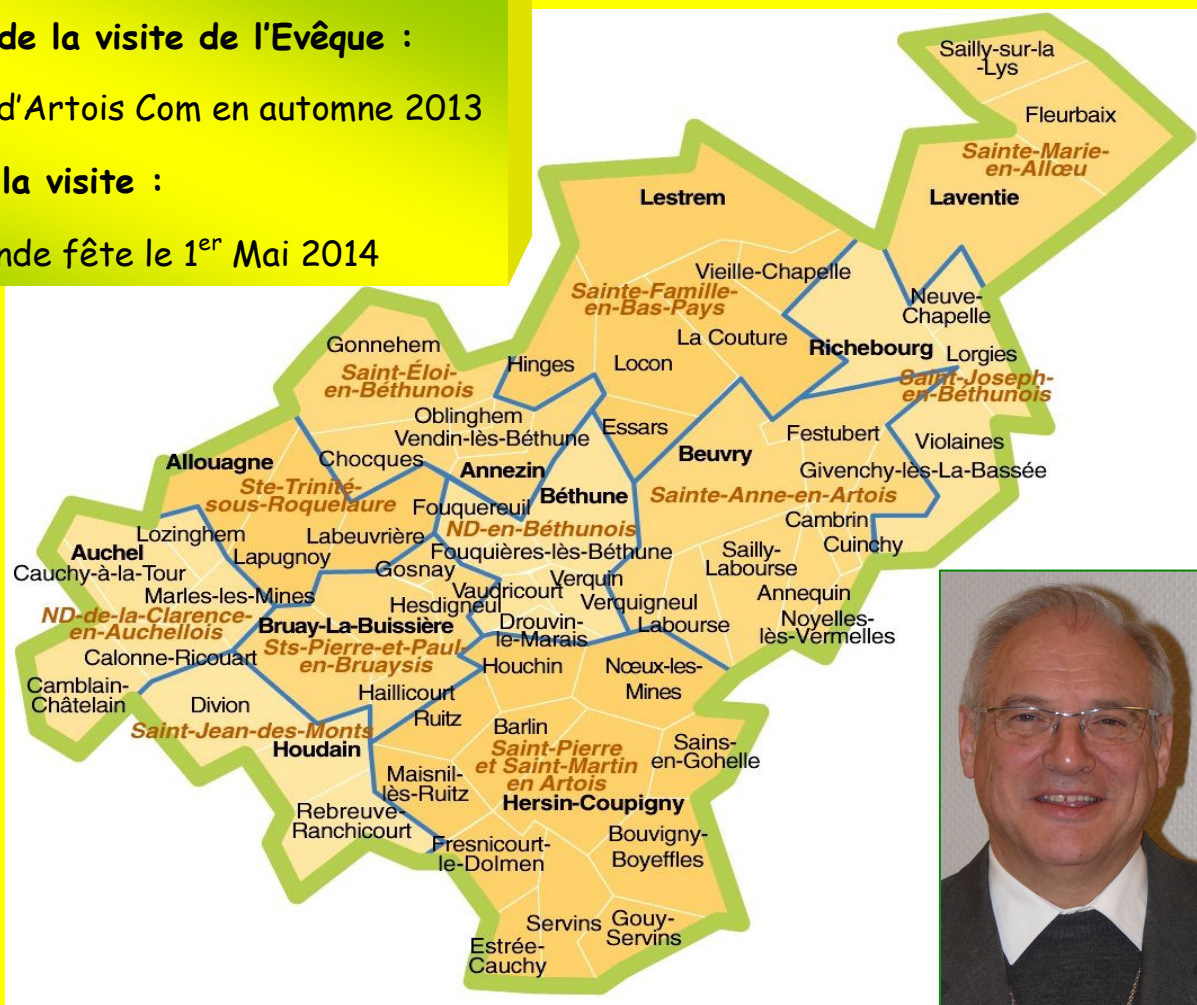 de la visite de l'Evêque :
d'Artois Com en automne 2013
la visite :
nde fête le 1er Mai 2014
Sailly-sur-la
-Lys
Fleurbaix
Sainte-Marie-
en-Allœu
Laventie
Lestrem
Vieille-Chapelle
Sainte-Famille-
en-Bas-Pays
La Couture
Neuve-
Chapelle
Richebourg
Lorgies
Saint-Joseph-
en-Béthunois
Gonnehem
Saint-Éloi-
en-Béthunois
Hinges
Locon
Oblinghem
Vendin-lès-Béthune
Essars
Festubert
Violaines
Beuvry
Givenchy-lès-La-Bassée
Allouagne
Chocques
Annezin
Béthune
Sainte-Anne-en-Artois
Ste-Trinité-
sous-Roquelaure
Fouquereuil
ND-en-Béthunois
Cambrin
Cuinchy
Lozinghem
Labeuvrière
Lapugnoy
Fouquières-lès-Béthune
Sailly-
Labourse
Auchel
Cauchy-à-la-Tour
Gosnay
Vaudricourt
Verquin
Annequin
Marles-les-Mines
Hesdigneul
Verquigneul
Noyelles-
lès-Vermelles
ND-de-la-Clarence-
en-Auchellois
Bruay-La-Buissière
Drouvin-
le-Marais
Labourse
Sts-Pierre-et-Paul-
en-Bruaysis
Calonne-Ricouart
Houchin
Nœux-les-
Mines
Camblain-
Châtelain
Divion
Haillicourt
Ruitz
Saint-Jean-des-Monts
Houdain
Barlin
Saint-Pierre
et Saint-Martin
en Artois
Sains-
en-Gohelle
Maisnil-
lès-Ruitz
Hersin-Coupigny
Rebreuve-
Ranchicourt
Fresnicourt-
le-Dolmen
Bouvigny-
Boyeffles
Servins
Gouy-
Servins
Estrée-
Cauchy